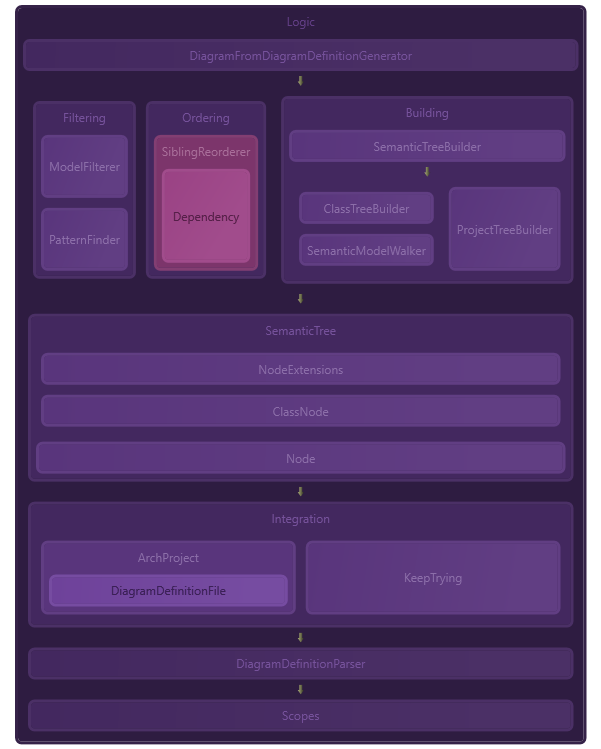 Logic
DiagramFromDiagramDefinitionGenerator
Filtering
ModelFilterer
PatternFinder
Ordering
SiblingReorderer
Dependency
Building
SemanticTreeBuilder
ClassTreeBuilder
SemanticModelWalker
ProjectTreeBuilder
SemanticTree
NodeExtensions
ClassNode
Node
Integration
ArchProject
DiagramDefinitionFile
KeepTrying
DiagramDefinitionParser
Scopes